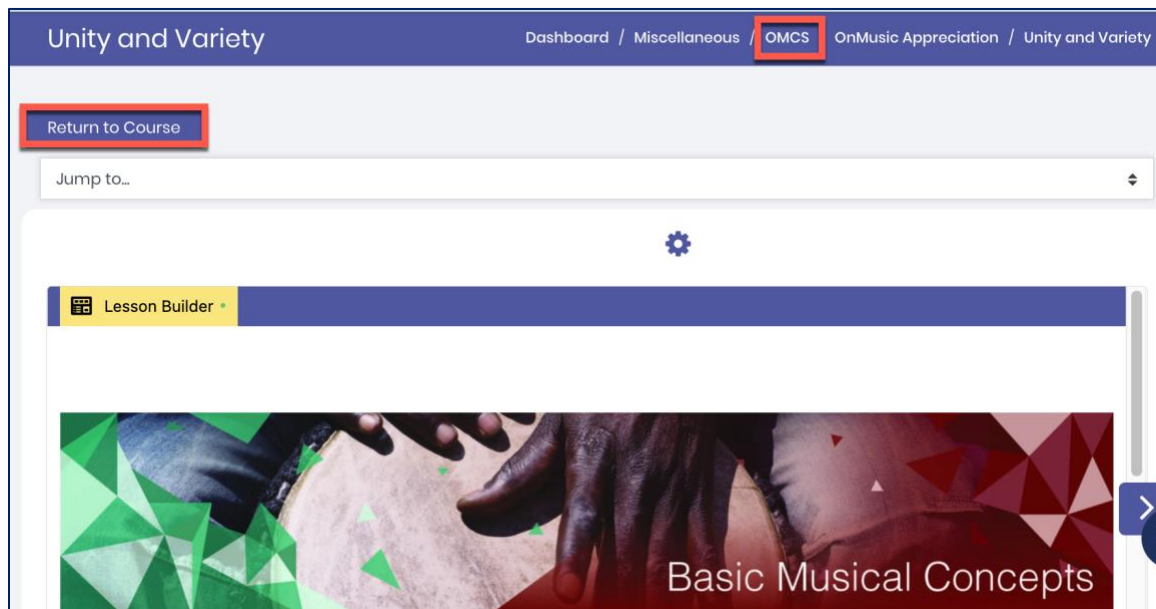 Unity and Variety
Dashboard / Miscellaneous / OMCS OnMusic Appreciation / Unity and Variety
Return to Course
Jump to...
Lesson Builder
Basic Musical Concepts